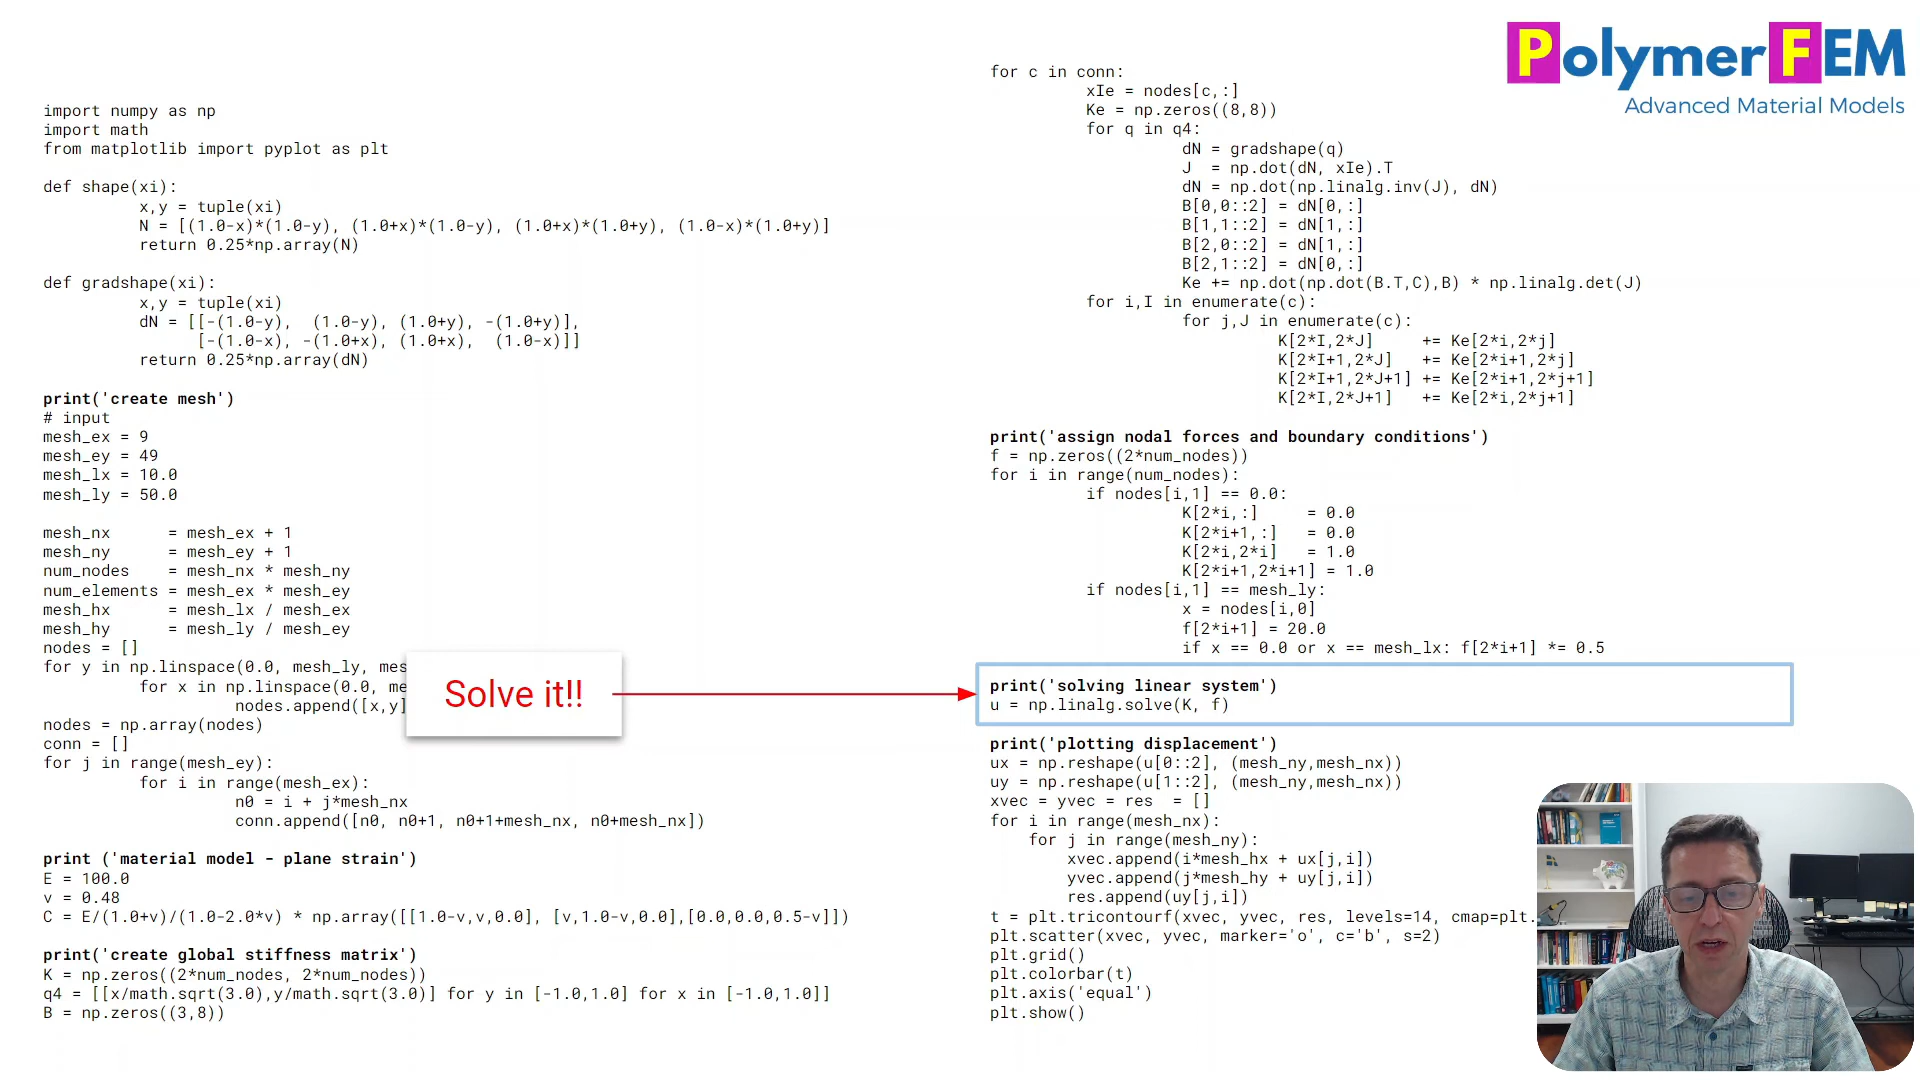 PolymerFEM
Advanced Material Models
import numpy as np
import math
from matplotlib import pyplot as plt
def shape(xi):
x,y = tuple(xi)
N = [(1.0-x)*(1.0-y), (1.0+x)*(1.0-y), (1.0+x)*(1.0+y), (1.0-x)*(1.0+y)]
return 0.25*np.array(N)
def gradshape(xi):
x,y = tuple(xi)
dN = [[-(1.0-y),  (1.0-y), (1.0+y), -(1.0+y)],
[-(1.0-x), -(1.0+x), (1.0+x),  (1.0-x)]]
return 0.25*np.array(dN)
print('create mesh')
# input
mesh_ex = 9
mesh_ey = 49
mesh_lx = 10.0
mesh_ly = 50.0
mesh_nx      = mesh_ex + 1
mesh_ny      = mesh_ey + 1
num_nodes    = mesh_nx * mesh_ny
num_elements = mesh_ex * mesh_ey
mesh_hx      = mesh_lx / mesh_ex
mesh_hy      = mesh_ly / mesh_ey
nodes = []
for y in np.linspace(0.0, mesh_ly, mes
for x in np.linspace(0.0, me
nodes.append([x,y]
nodes = np.array(nodes)
conn = []
for j in range(mesh_ey):
for i in range(mesh_ex):
n0 = i + j*mesh_nx
conn.append([n0, n0+1, n0+1+mesh_nx, n0+mesh_nx])
print ('material model - plane strain')
E = 100.0
v = 0.48
C = E/(1.0+v)/(1.0-2.0*v) * np.array([[1.0-v,v,0.0], [v,1.0-v,0.0],[0.0,0.0,0.5-v]])
print('create global stiffness matrix')
K = np.zeros((2*num_nodes, 2*num_nodes))
q4 = [[x/math.sqrt(3.0),y/math.sqrt(3.0)] for y in [-1.0,1.0] for x in [-1.0,1.0]]
B = np.zeros((3,8))
Solve it!!
for c in conn:
xIe = nodes[c,:]
Ke = np.zeros((8,8))
for q in q4:
dN = gradshape(q)
J  = np.dot(dN, xIe).T
dN = np.dot(np.linalg.inv(J), dN)
B[0,0::2] = dN[0,:]
B[1,1::2] = dN[1,:]
B[2,0::2] = dN[1,:]
B[2,1::2] = dN[0,:]
Ke += np.dot(np.dot(B.T,C),B) * np.linalg.det(J)
for i,I in enumerate(c):
for j,J in enumerate(c):
K[2*I,2*J]     += Ke[2*i,2*j]
K[2*I+1,2*J]   += Ke[2*i+1,2*j]
K[2*I+1,2*J+1] += Ke[2*i+1,2*j+1]
K[2*I,2*J+1]   += Ke[2*i,2*j+1]
print('assign nodal forces and boundary conditions')
f = np.zeros((2*num_nodes))
for i in range(num_nodes):
if nodes[i,1] == 0.0:
K[2*i,:]     = 0.0
K[2*i+1,:]   = 0.0
K[2*i,2*i]   = 1.0
K[2*i+1,2*i+1] = 1.0
if nodes[i,1] == mesh_ly:
x = nodes[i,0]
f[2*i+1] = 20.0
if x == 0.0 or x == mesh_lx: f[2*i+1] *= 0.5
print('solving linear system')
u = np.linalg.solve(K, f)
print('plotting displacement')
ux = np.reshape(u[0::2], (mesh_ny,mesh_nx))
uy = np.reshape(u[1::2], (mesh_ny,mesh_nx))
xvec = yvec = res  = []
for i in range(mesh_nx):
for j in range(mesh_ny):
xvec.append(i*mesh_hx + ux[j,i])
yvec.append(j*mesh_hy + uy[j,i])
res.append(uy[j,i])
t = plt.tricontourf(xvec, yvec, res, levels=14, cmap=plt.
plt.scatter(xvec, yvec, marker='o', c='b', s=2)
plt.grid()
plt.colorbar(t)
plt.axis('equal')
plt.show()